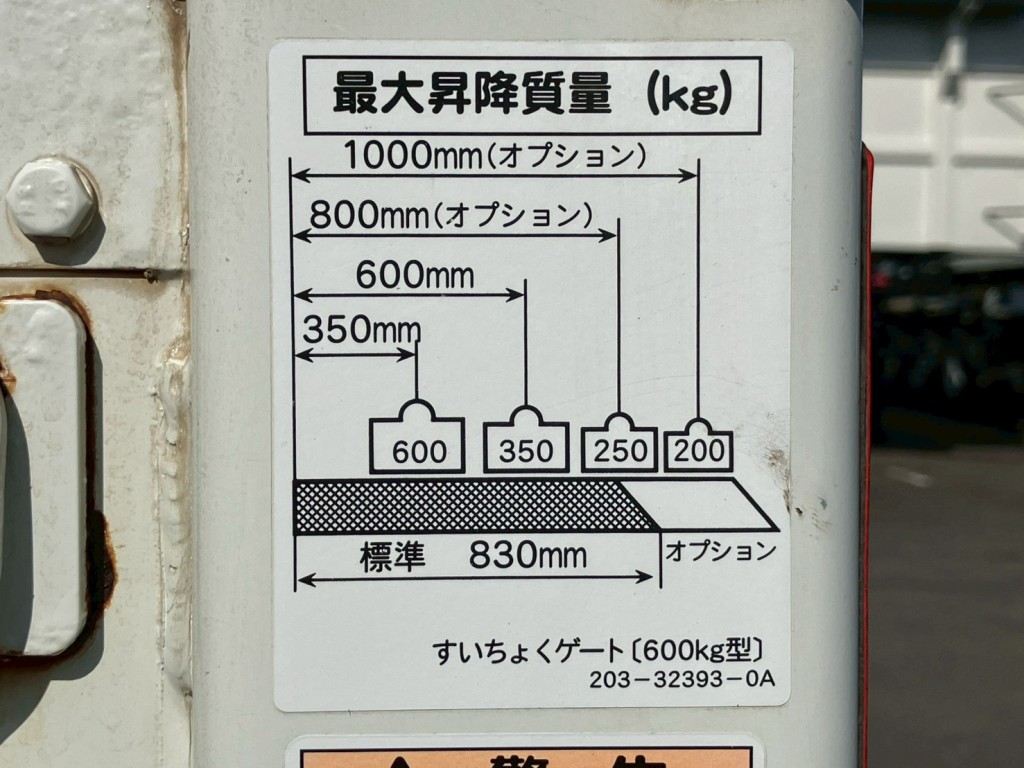 最大昇降質量 (kg)
1000mm(オプション)
800mm(オプション)
600mm
350mm
600 350 250 200
標準 830mm オプション
すいちょくゲート〔600kg型〕
203-32393-0A